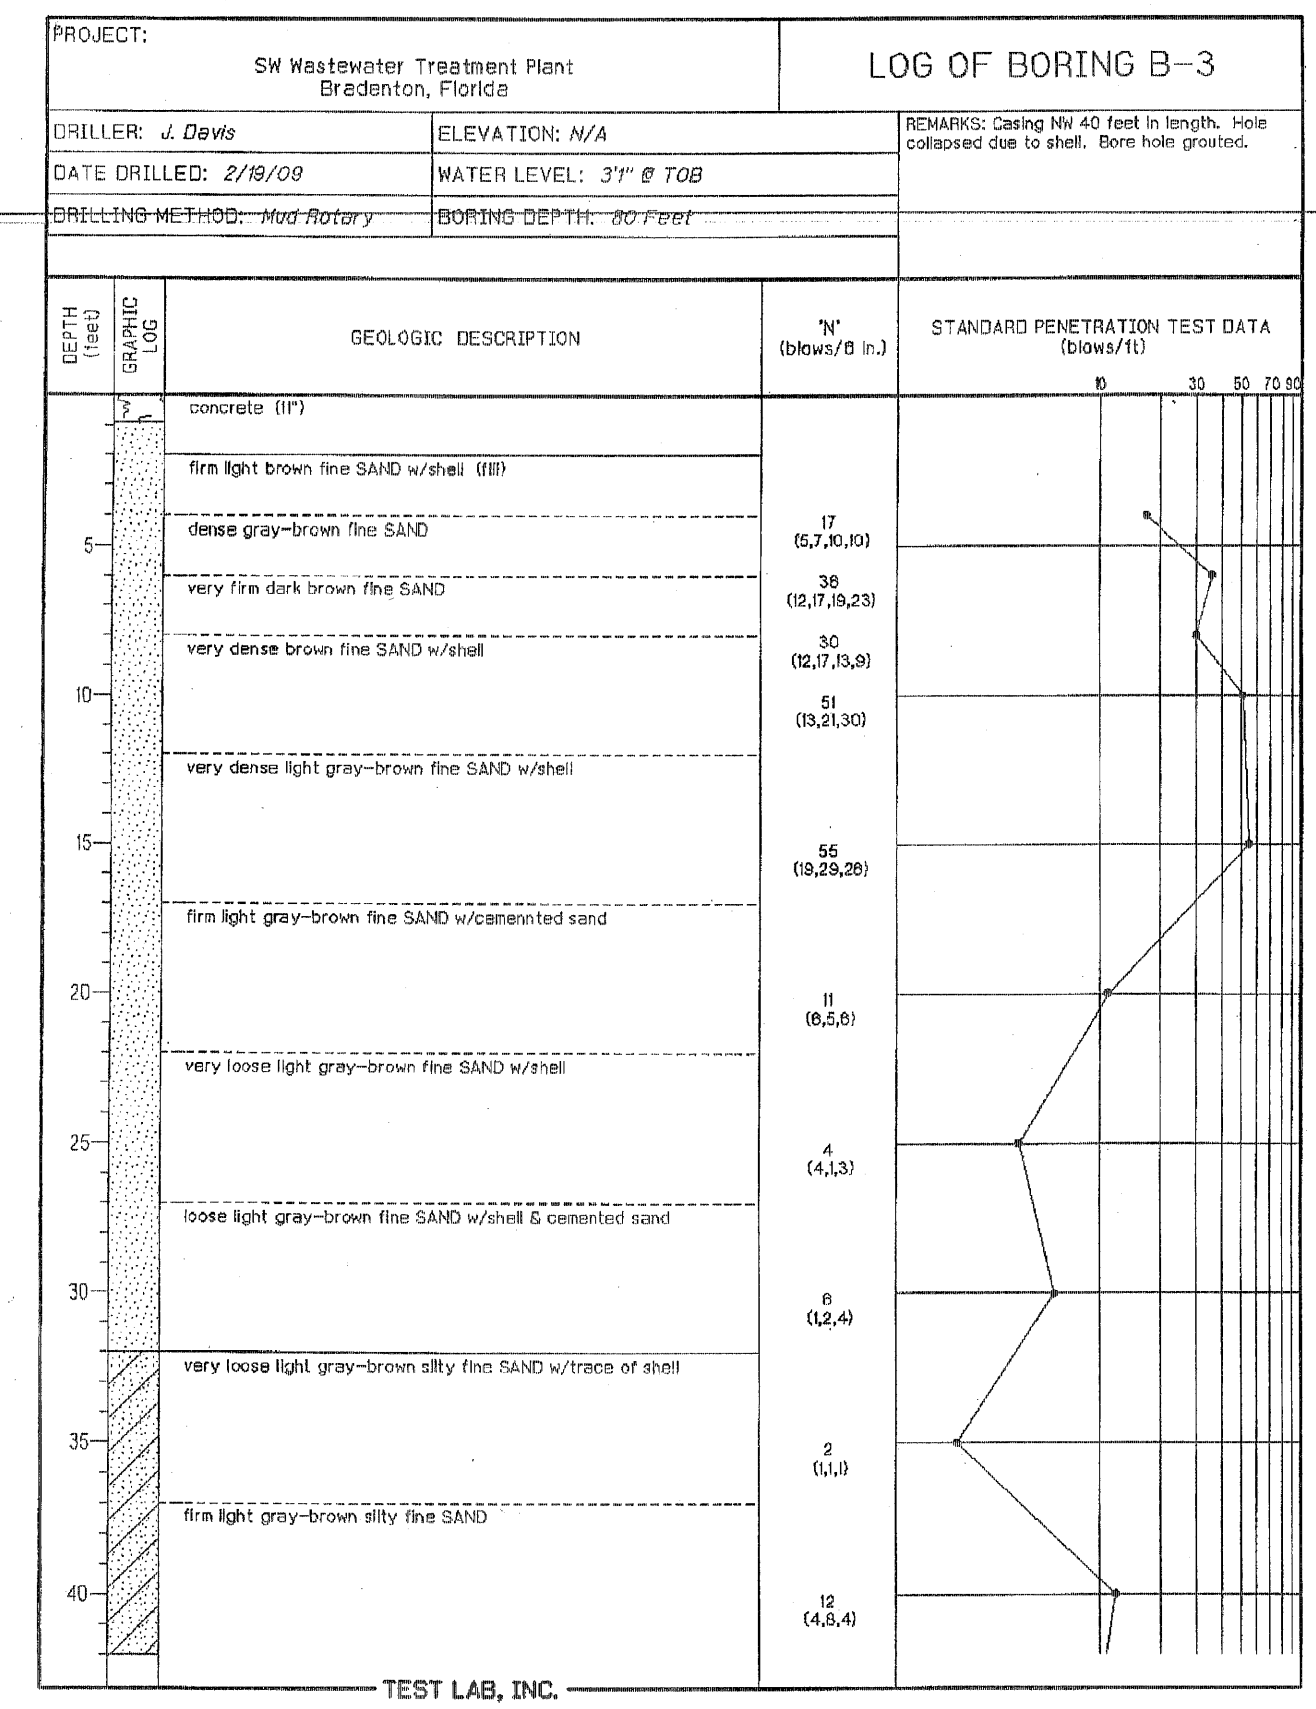 PROJECT:
SW Wastewater Treatment Plant
Bradenton, Florida
LOG OF BORING B-3
DRILLER: J. Davis
ELEVATION: N/A
REMARKS: Casing NW 40 feet in length. Hole
collapsed due to shell. Bore hole grouted.
DATE DRILLED: 2/19/09
WATER LEVEL: 3'1" @ TOB
DRILLING METHOD: Mud Rotary
BORING DEPTH: 80 Feet
DEPTH
(feet)
GRAPHIC
LOG
GEOLOGIC DESCRIPTION
'N'
(blows/6 in.)
STANDARD PENETRATION TEST DATA
(blows/ft)
10 30 50 70 90
concrete (11")
firm light brown fine SAND w/shell (fill)
dense gray-brown fine SAND
17
(5,7,10,10)
5
very firm dark brown fine SAND
36
(12,17,19,23)
very dense brown fine SAND w/shell
30
(12,17,13,9)
10
51
(13,21,30)
very dense light gray-brown fine SAND w/shell
15
55
(19,29,26)
firm light gray-brown fine SAND w/cemennted sand
20
11
(6,5,6)
very loose light gray-brown fine SAND w/shell
25
4
(4,1,3)
loose light gray-brown fine SAND w/shell & cemented sand
30
6
(1,2,4)
very loose light gray-brown silty fine SAND w/trace of shell
35
2
(1,1,1)
firm light gray-brown silty fine SAND
40
12
(4,8,4)
TEST LAB, INC.